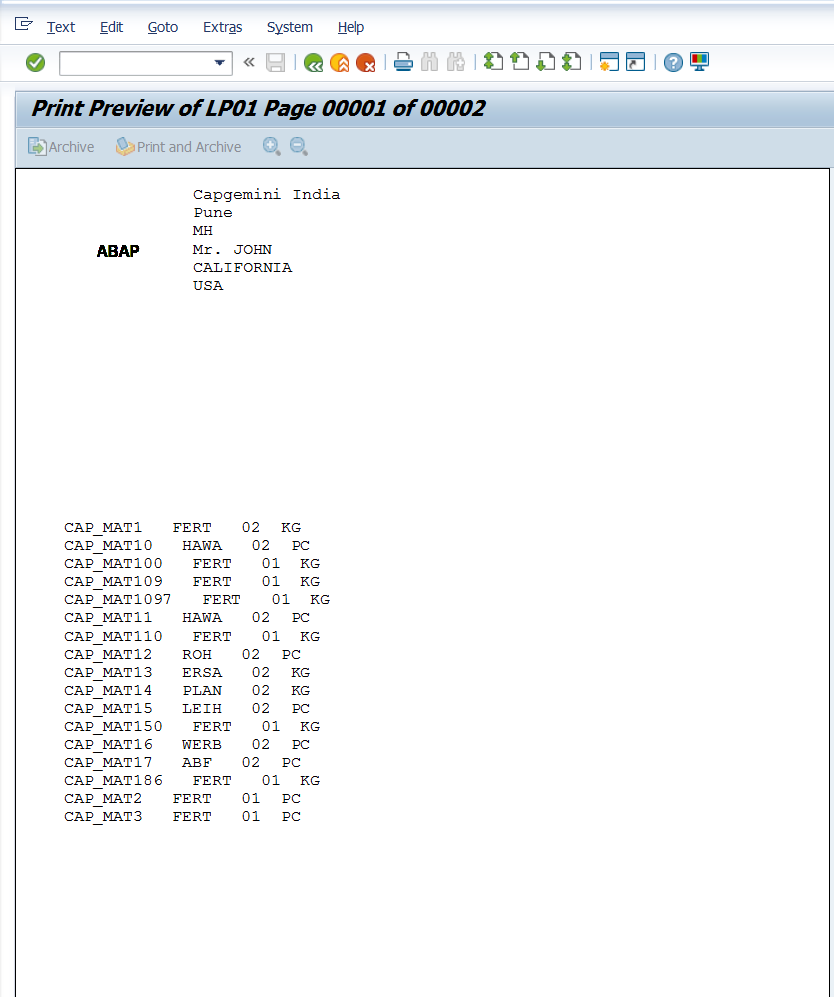 Text Edit Goto Extras System Help
Print Preview of LP01 Page 00001 of 00002
Archive Print and Archive
Capgemini India
Pune
MH
ABAP Mr. JOHN
CALIFORNIA
USA
CAP_MAT1 FERT 02 KG
CAP_MAT10 HAWA 02 PC
CAP_MAT100 FERT 01 KG
CAP_MAT109 FERT 01 KG
CAP_MAT1097 FERT 01 KG
CAP_MAT11 HAWA 02 PC
CAP_MAT110 FERT 01 KG
CAP_MAT12 ROH 02 PC
CAP_MAT13 ERSA 02 KG
CAP_MAT14 PLAN 02 KG
CAP_MAT15 LEIH 02 PC
CAP_MAT150 FERT 01 KG
CAP_MAT16 WERB 02 PC
CAP_MAT17 ABF 02 PC
CAP_MAT186 FERT 01 KG
CAP_MAT2 FERT 01 PC
CAP_MAT3 FERT 01 PC